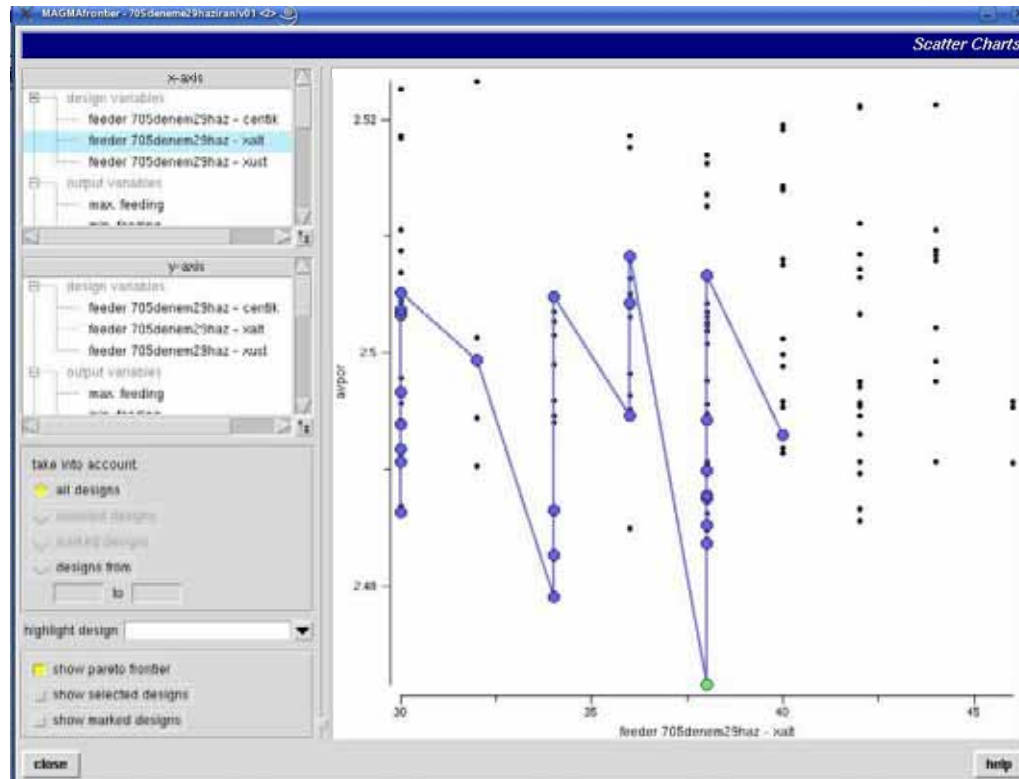 MAGMAfrontier - 705deneme29haziran/v01 <2>
Scatter Charts
x-axis
design variables
feeder 705denem29haz - centik
feeder 705denem29haz - xalt
feeder 705denem29haz - xust
output variables
max. feeding
min. feeding
y-axis
design variables
feeder 705denem29haz - centik
feeder 705denem29haz - xalt
feeder 705denem29haz - xust
output variables
max. feeding
min. feeding
take into account
all designs
selected designs
marked designs
designs from
to
highlight design
show pareto frontier
show selected designs
show marked designs
close
2.52
2.5
2.48
avpor
30
35
40
45
feeder 705denem29haz - xalt
help